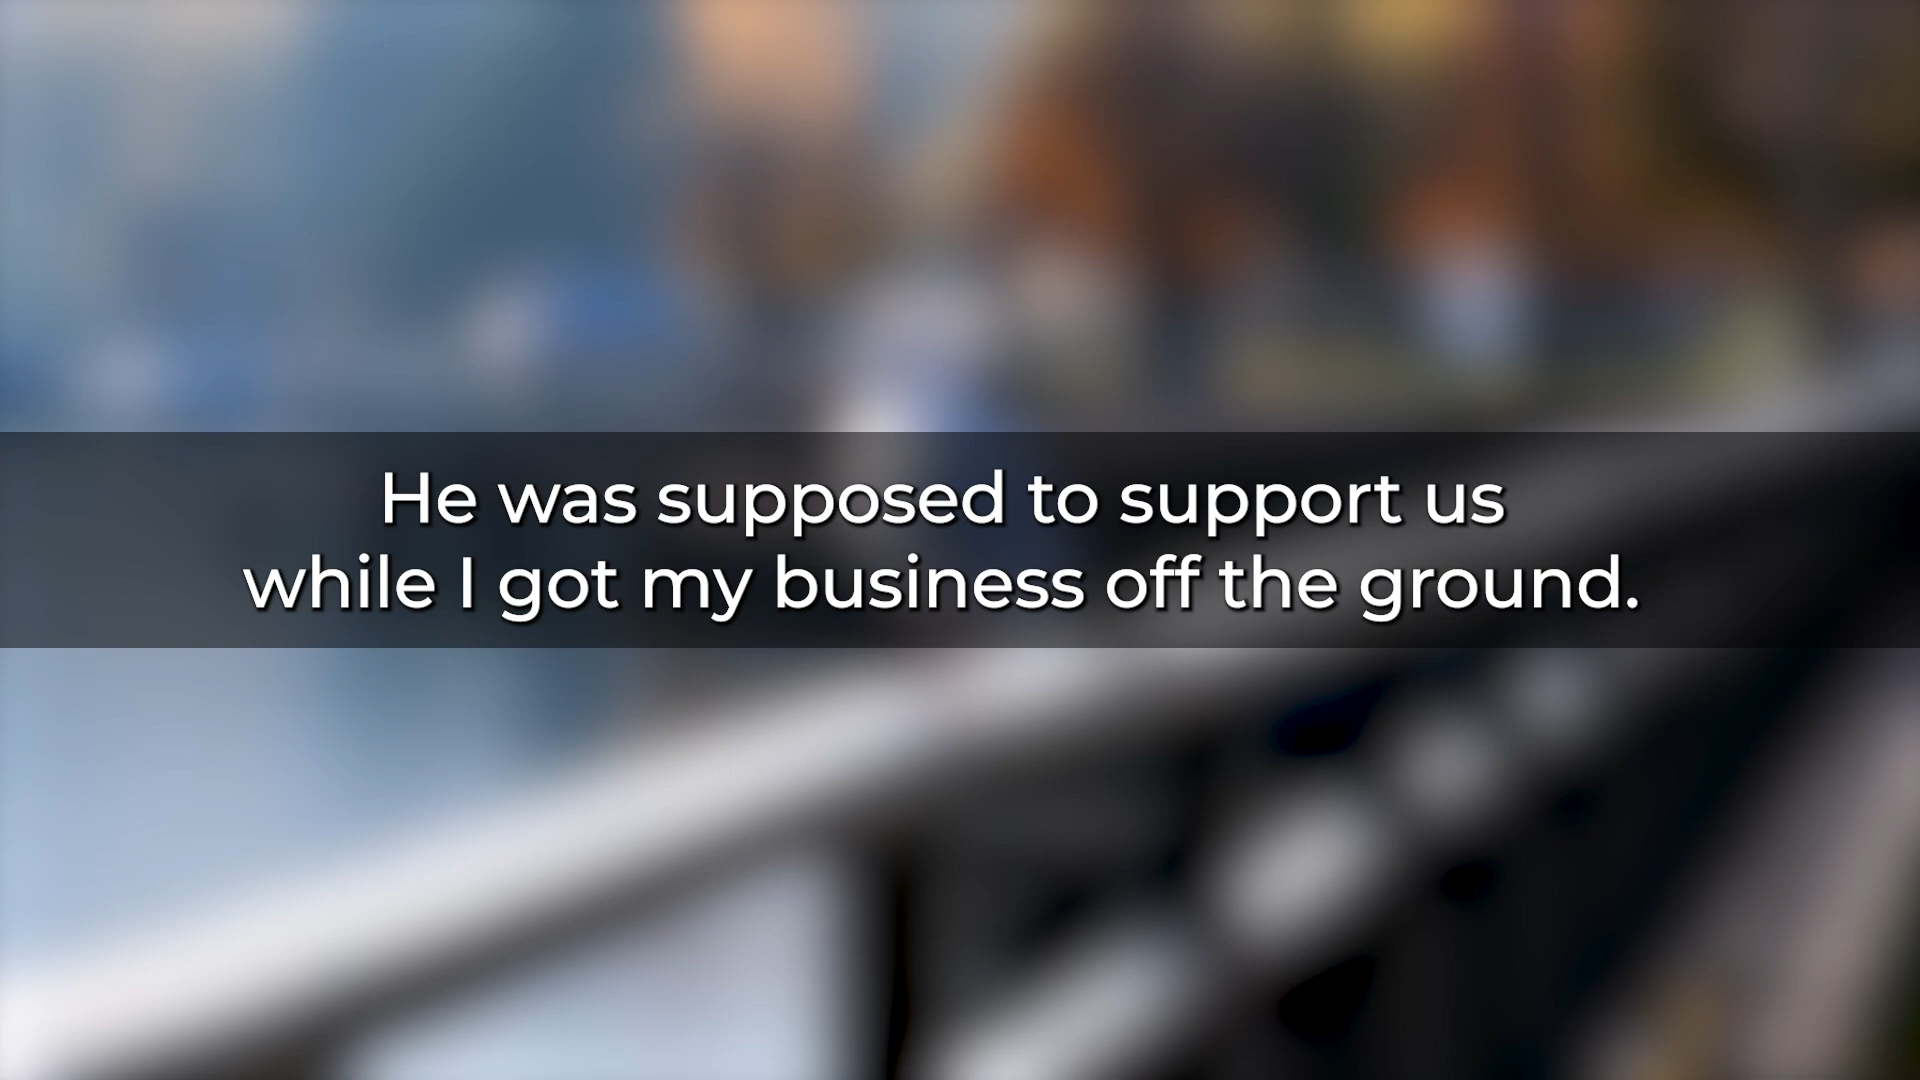 He was supposed to support us
while I got my business off the ground.